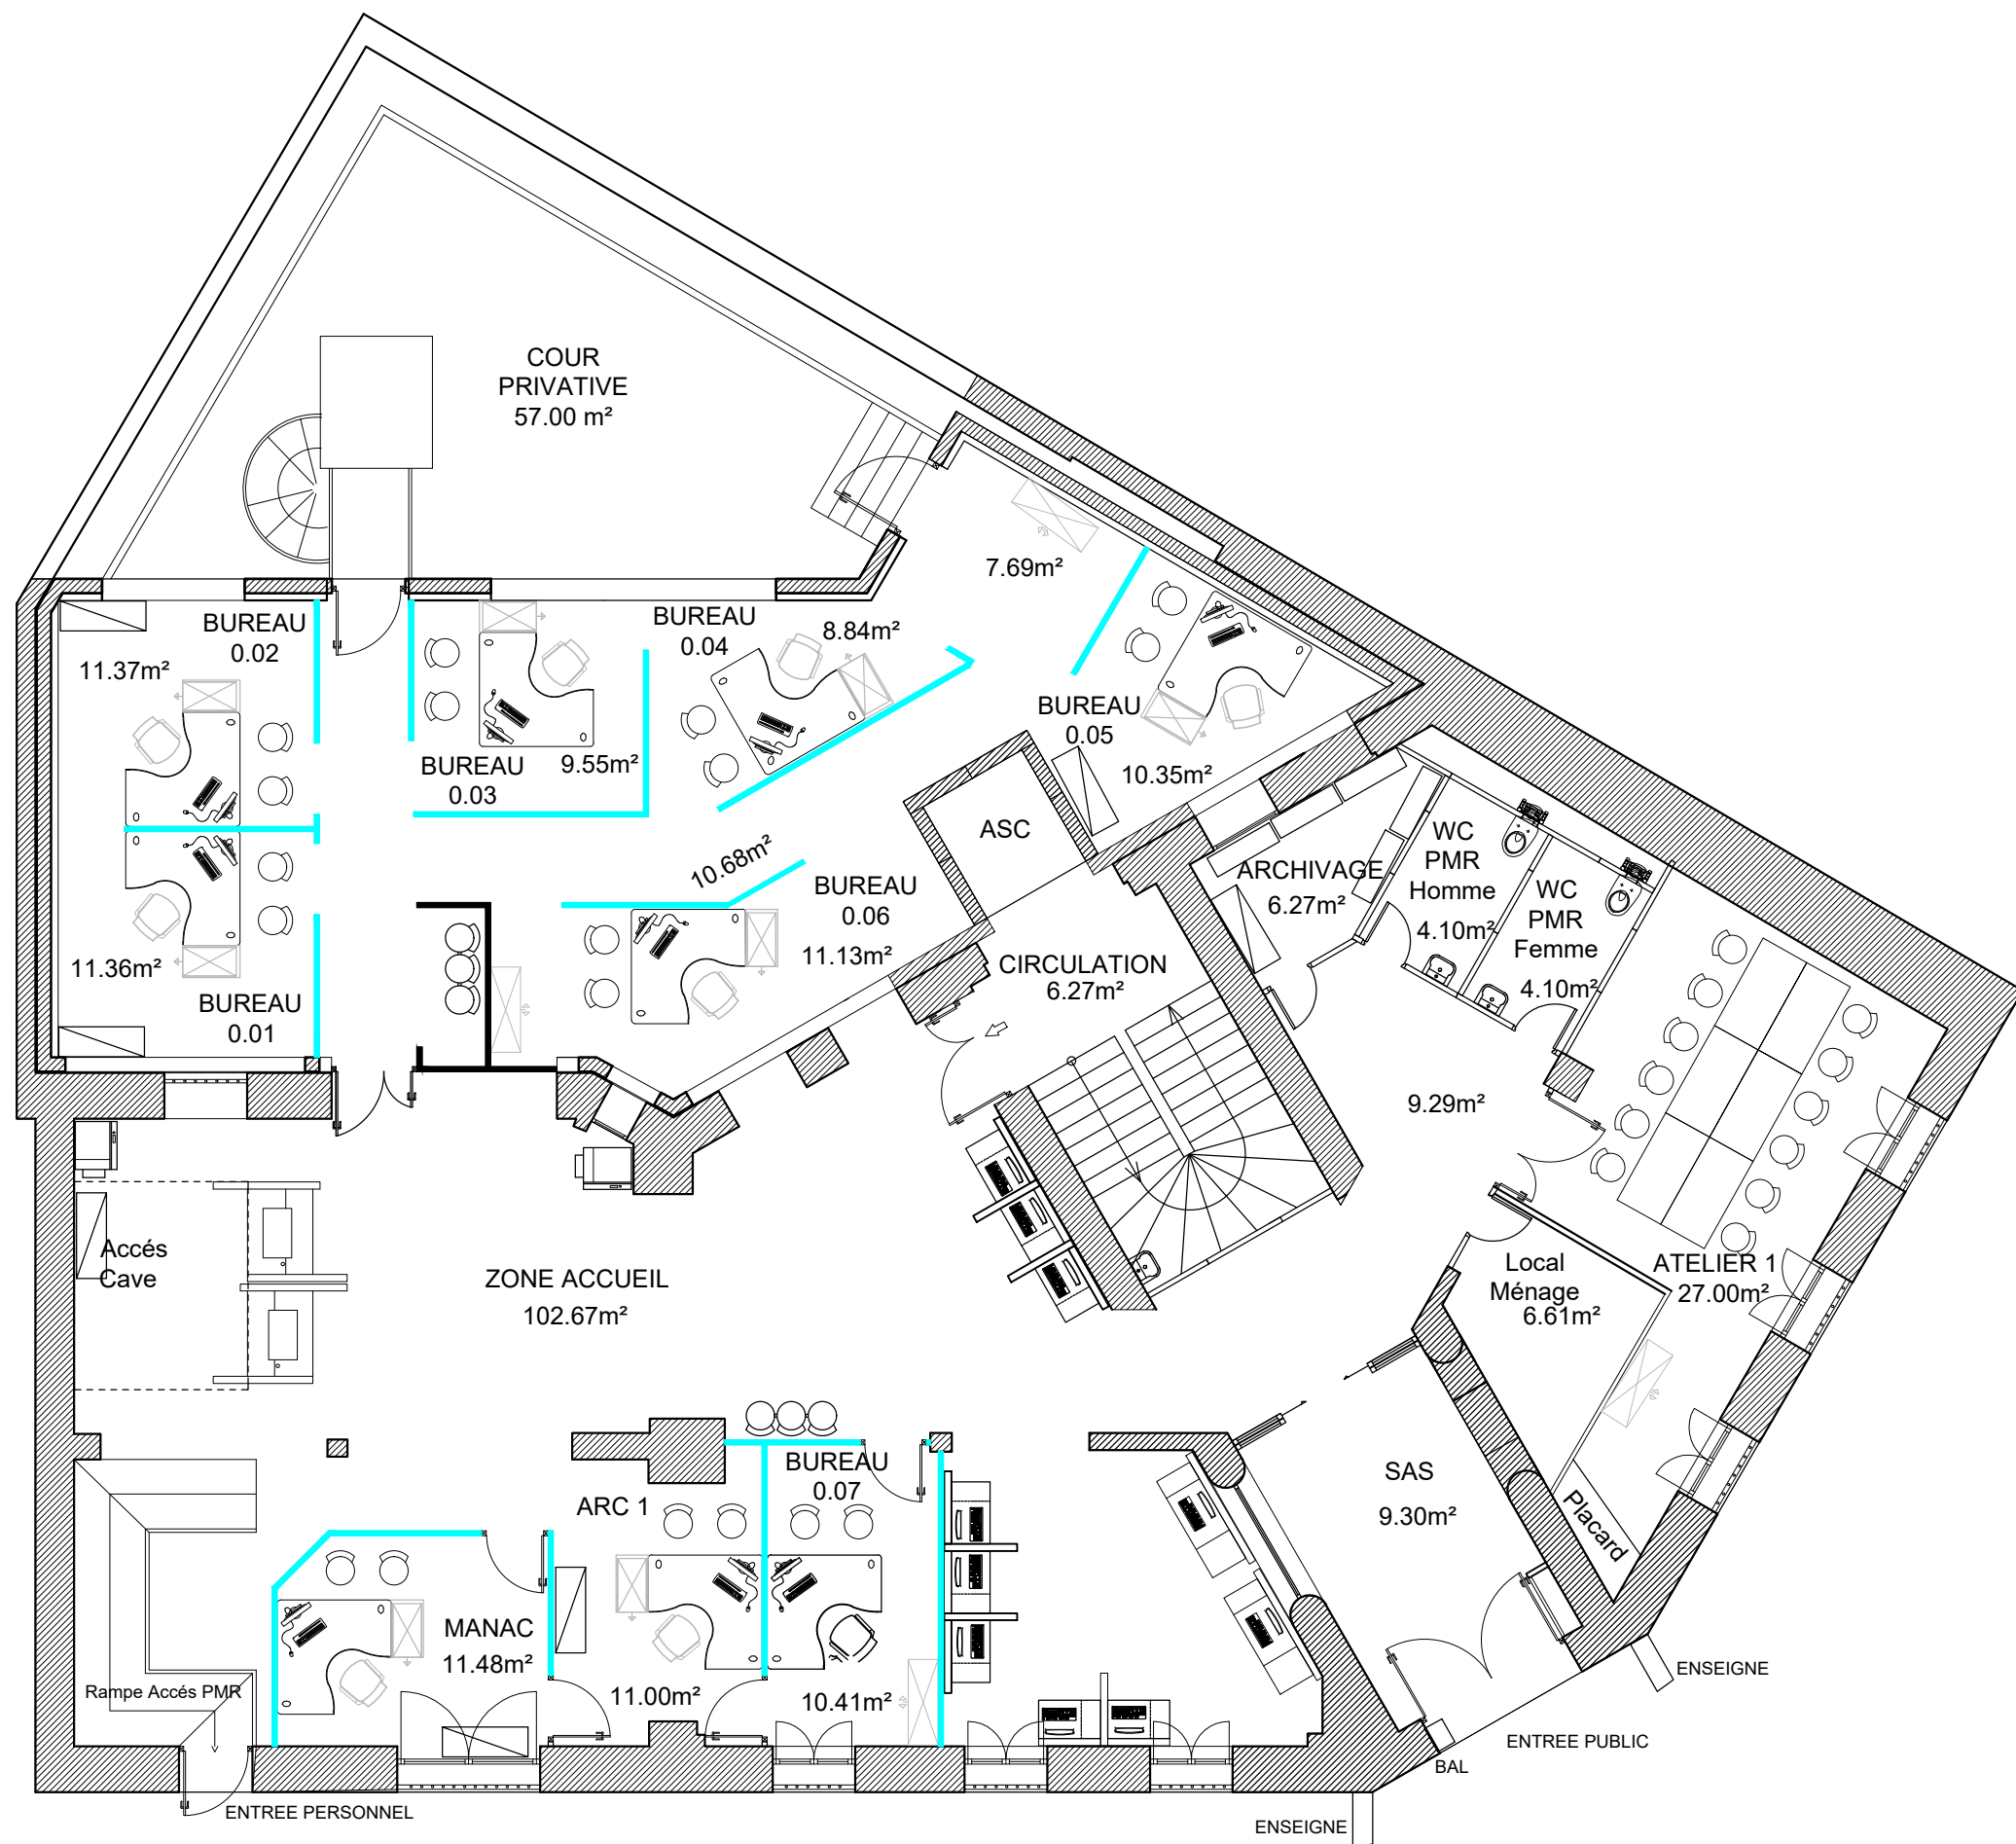 COUR
PRIVATIVE
57.00 m²
7.69m²
BUREAU
0.02
11.37m²
BUREAU
0.04
8.84m²
BUREAU
0.03
9.55m²
BUREAU
0.05
10.35m²
ASC
10.68m²
BUREAU
0.06
11.13m²
11.36m²
BUREAU
0.01
ARCHIVAGE
6.27m²
WC
PMR
Homme
4.10m²
WC
PMR
Femme
4.10m²
CIRCULATION
6.27m²
9.29m²
Accés
Cave
ZONE ACCUEIL
102.67m²
Local
Ménage
6.61m²
ATELIER 1
27.00m²
BUREAU
0.07
ARC 1
SAS
9.30m²
Placard
MANAC
11.48m²
11.00m²
10.41m²
Rampe Accés PMR
ENSEIGNE
ENTREE PUBLIC
BAL
ENTREE PERSONNEL
ENSEIGNE